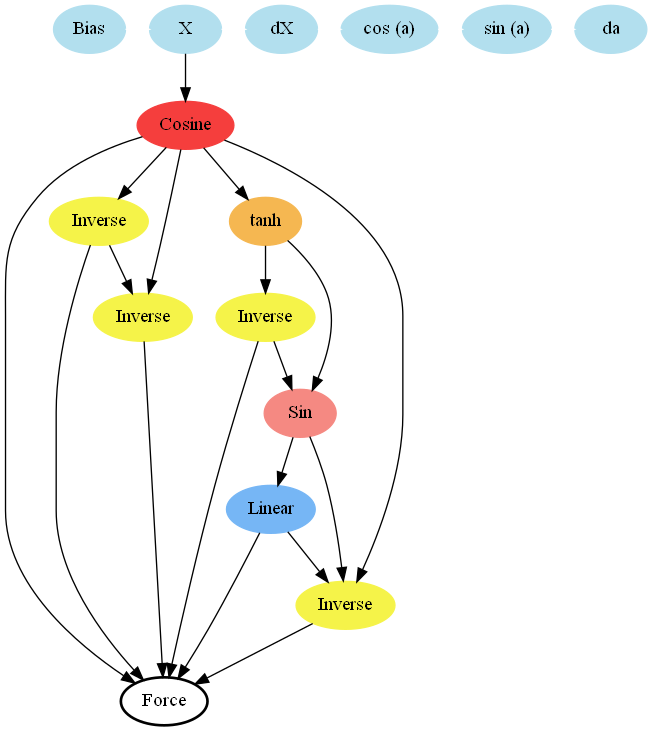 Bias
X
dX
cos (a)
sin (a)
da
Cosine
Inverse
tanh
Inverse
Inverse
Sin
Linear
Inverse
Force